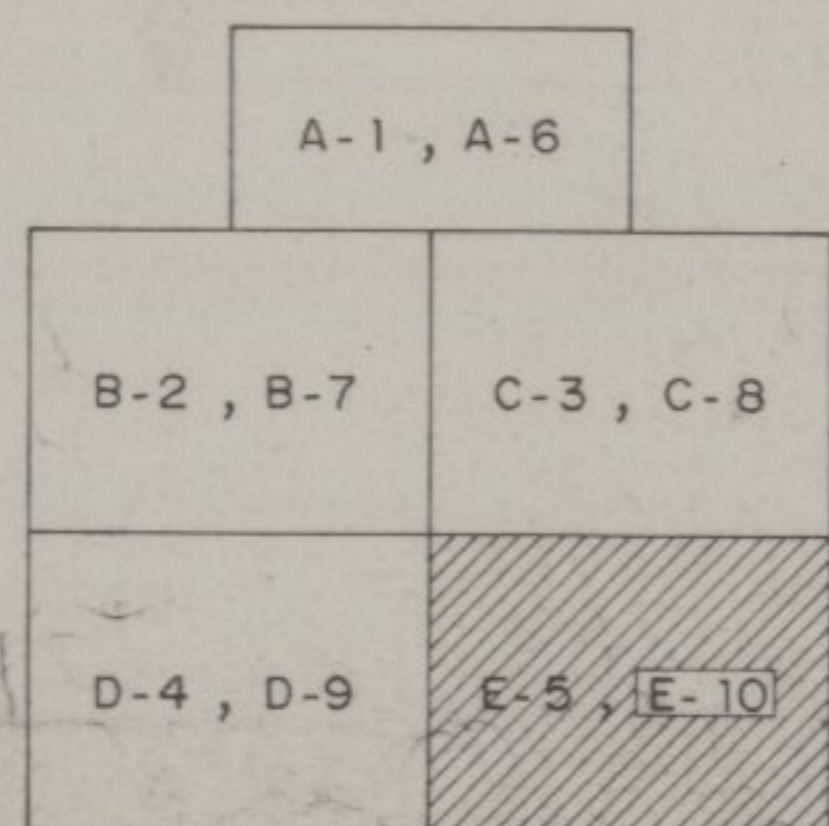 A-1 , A-6
B-2 , B-7
C-3 , C-8
D-4 , D-9
E-5 , E-10